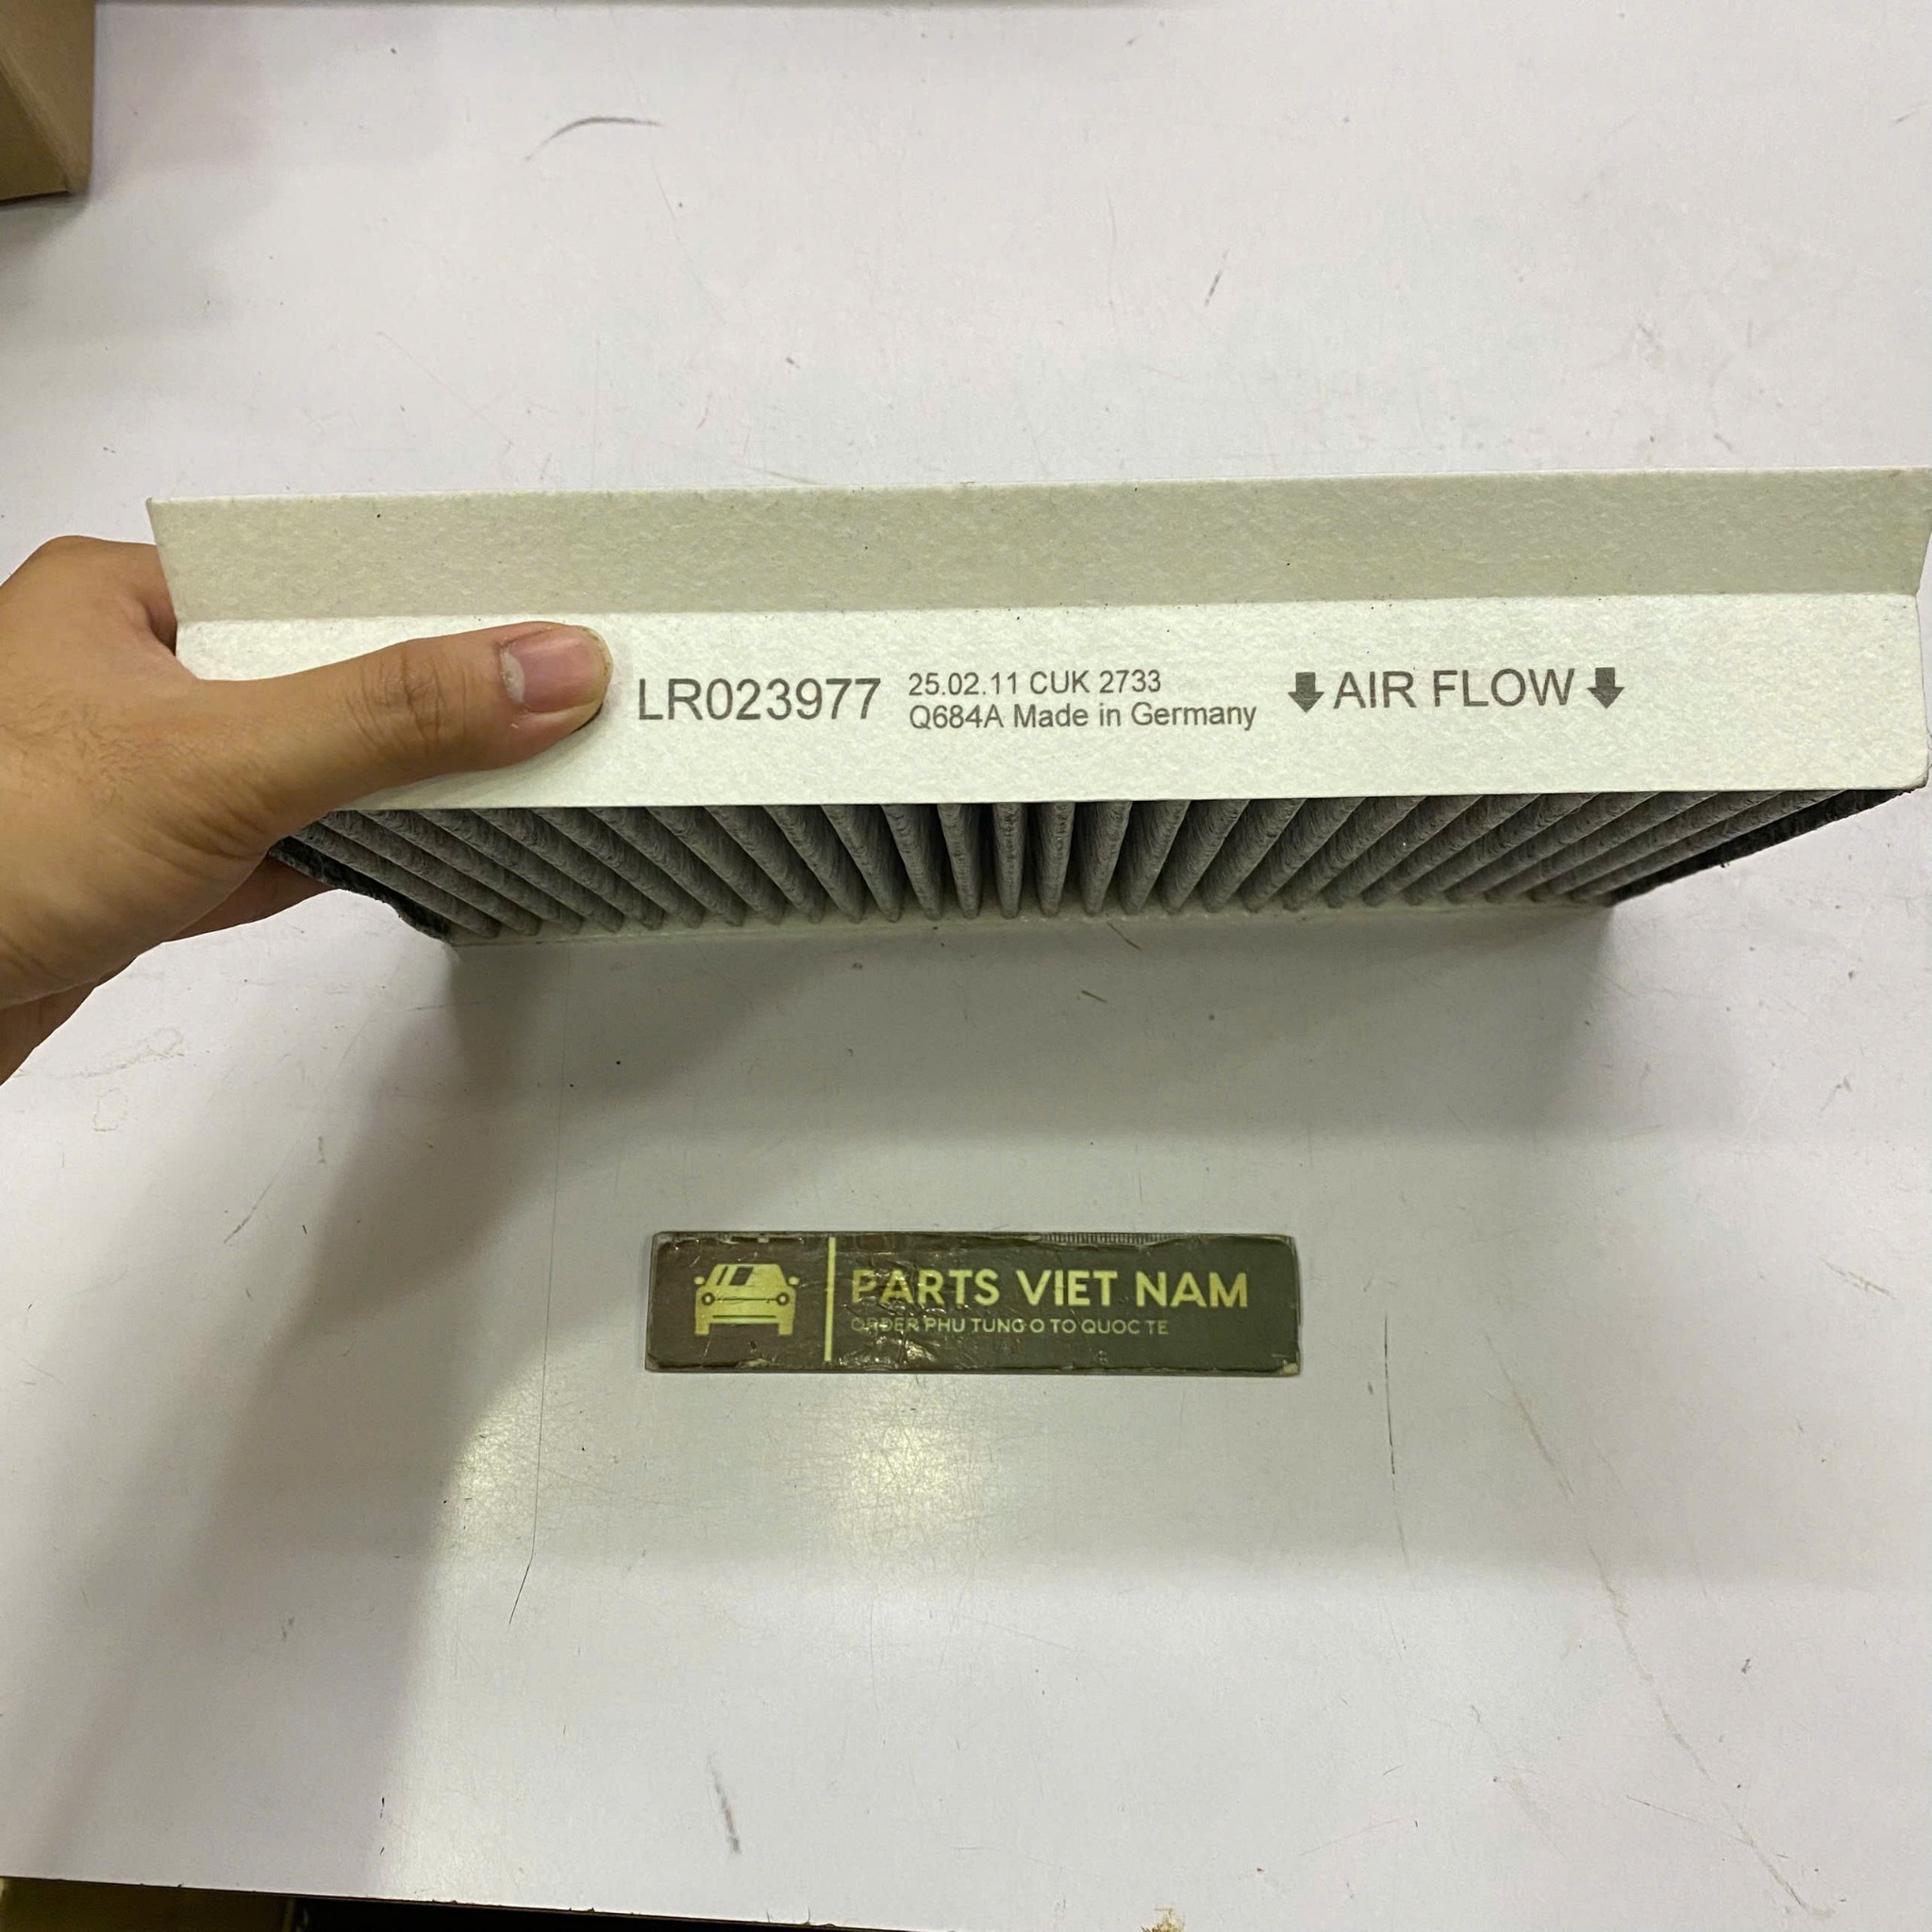 LR023977
25.02.11 CUK 2733
Q684A Made in Germany
AIR FLOW
PARTS VIET NAM
ORDER PHU TUNG O TO QUOC TE